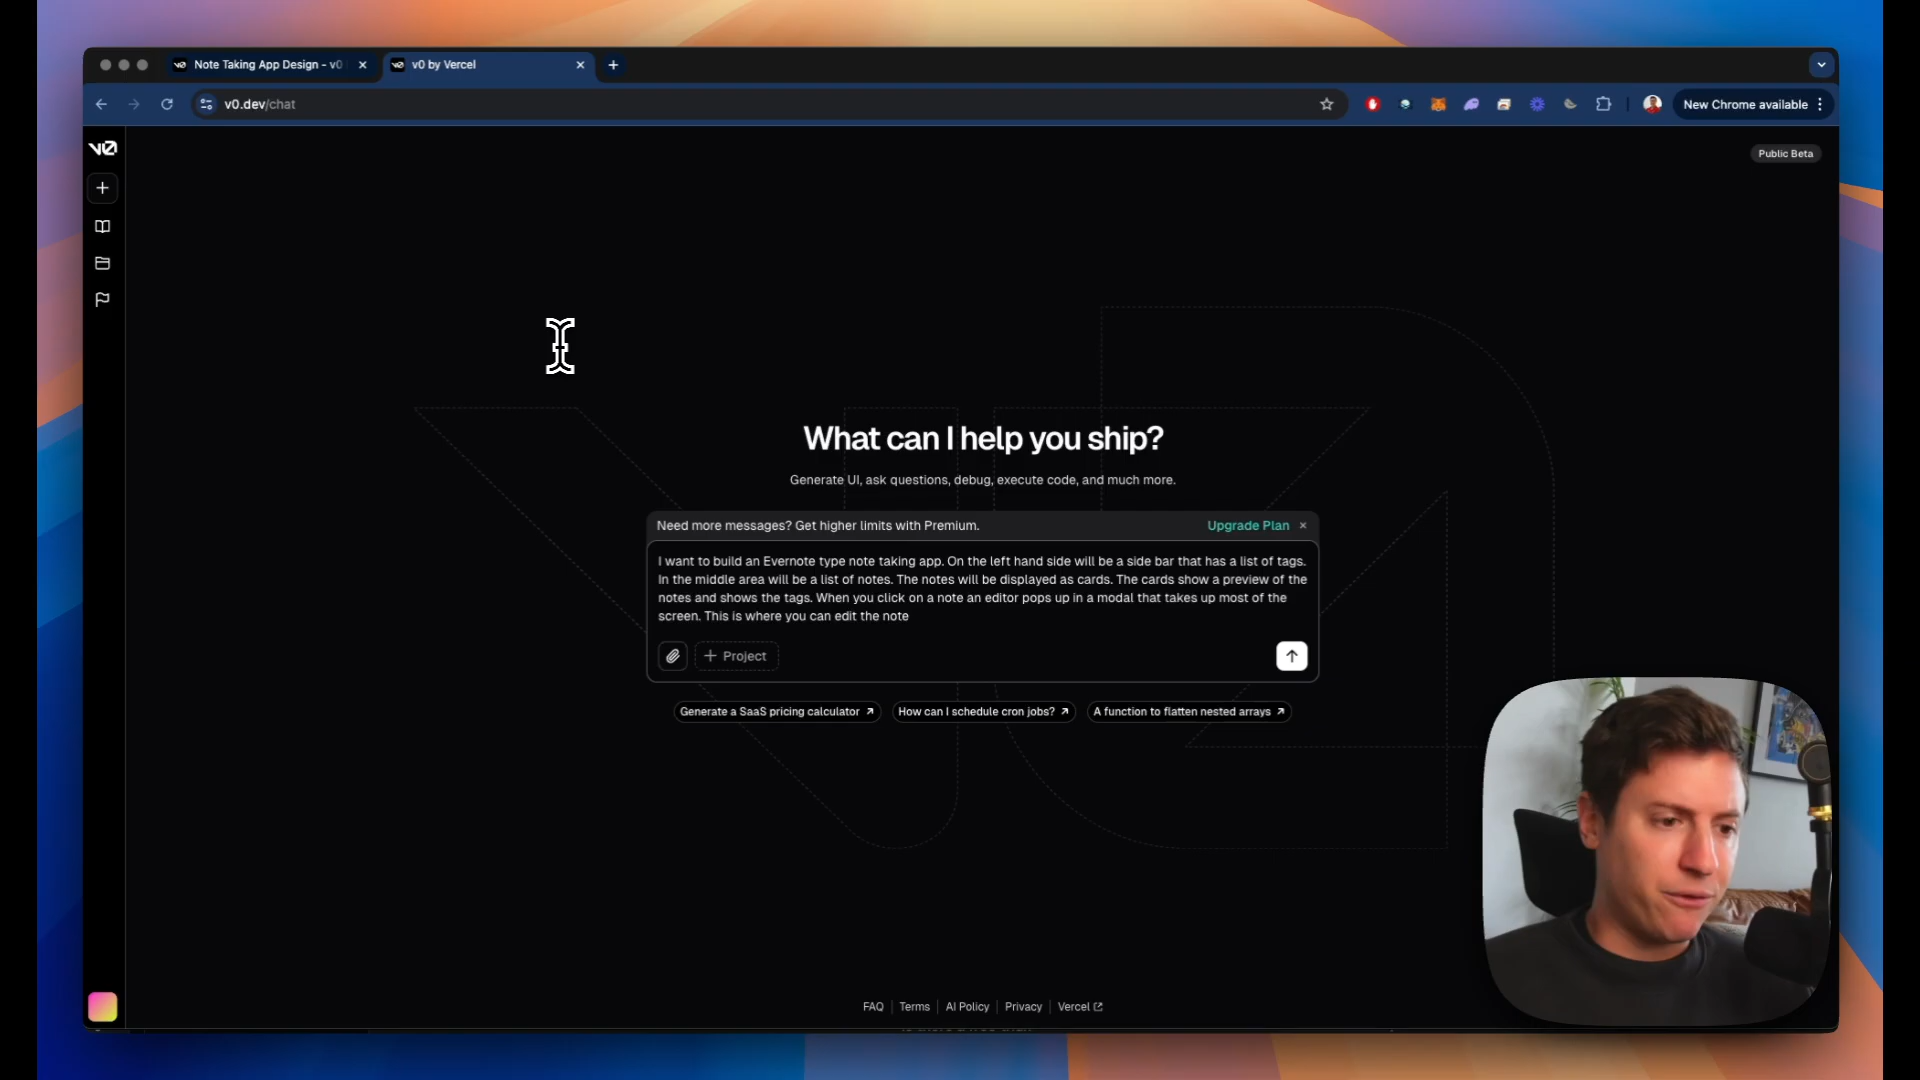 Note Taking App Design - v0
v0 by Vercel
v0.dev/chat
New Chrome available
v0
Public Beta
What can I help you ship?
Generate UI, ask questions, debug, execute code, and much more.
Need more messages? Get higher limits with Premium.
Upgrade Plan
I want to build an Evernote type note taking app. On the left hand side will be a side bar that has a list of tags.
In the middle area will be a list of notes. The notes will be displayed as cards. The cards show a preview of the
notes and shows the tags. When you click on a note an editor pops up in a modal that takes up most of the
screen. This is where you can edit the note
Project
Generate a SaaS pricing calculator
How can I schedule cron jobs?
A function to flatten nested arrays
FAQ
Terms
AI Policy
Privacy
Vercel